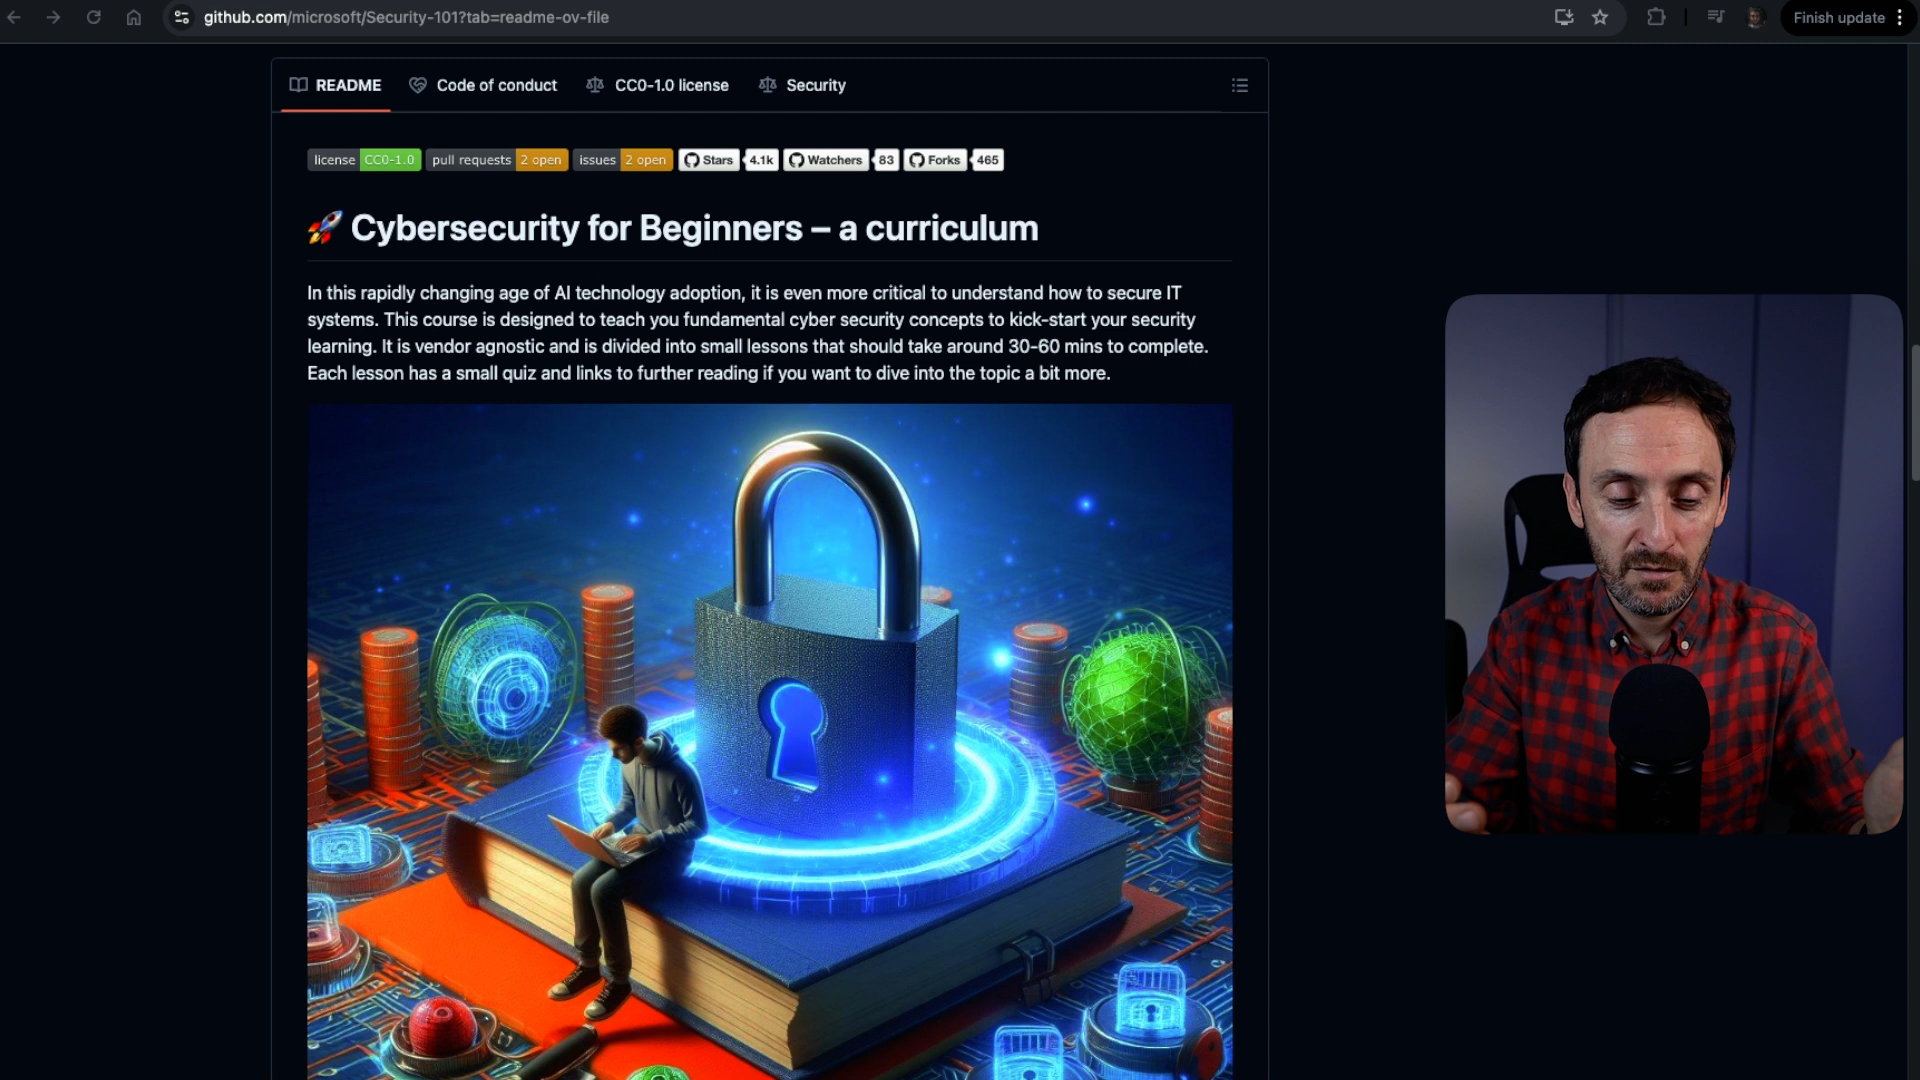 github.com/microsoft/Security-101?tab=readme-ov-file
Finish update
README
Code of conduct
CC0-1.0 license
Security
license CC0-1.0 pull requests 2 open issues 2 open Stars 4.1k Watchers 83 Forks 465
🚀 Cybersecurity for Beginners – a curriculum
In this rapidly changing age of AI technology adoption, it is even more critical to understand how to secure IT
systems. This course is designed to teach you fundamental cyber security concepts to kick-start your security
learning. It is vendor agnostic and is divided into small lessons that should take around 30-60 mins to complete.
Each lesson has a small quiz and links to further reading if you want to dive into the topic a bit more.